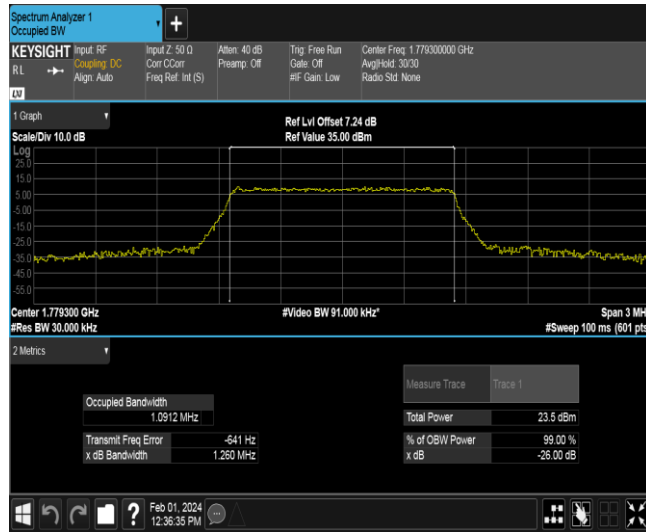 Spectrum Analyzer 1
Occupied BW
+
KEYSIGHT Input: RF Input Z: 50 Ω Atten: 40 dB Trig: Free Run Center Freq: 1.779300000 GHz
RL Coupling: DC Corr CCorr Preamp: Off Gate: Off Avg|Hold: 30/30
Align: Auto Freq Ref: Int (S) #IF Gain: Low Radio Std: None
LXI
1 Graph
Ref Lvl Offset 7.24 dB
Scale/Div 10.0 dB Ref Value 35.00 dBm
Log
25.0
15.0
5.00
-5.00
-15.0
-25.0
-35.0
-45.0
-55.0
Center 1.779300 GHz #Video BW 91.000 kHz* Span 3 MH
#Res BW 30.000 kHz #Sweep 100 ms (601 pts
2 Metrics
Measure Trace Trace 1
Occupied Bandwidth
1.0912 MHz Total Power 23.5 dBm
Transmit Freq Error -641 Hz % of OBW Power 99.00 %
x dB Bandwidth 1.260 MHz x dB -26.00 dB
? Feb 01, 2024
12:36:35 PM